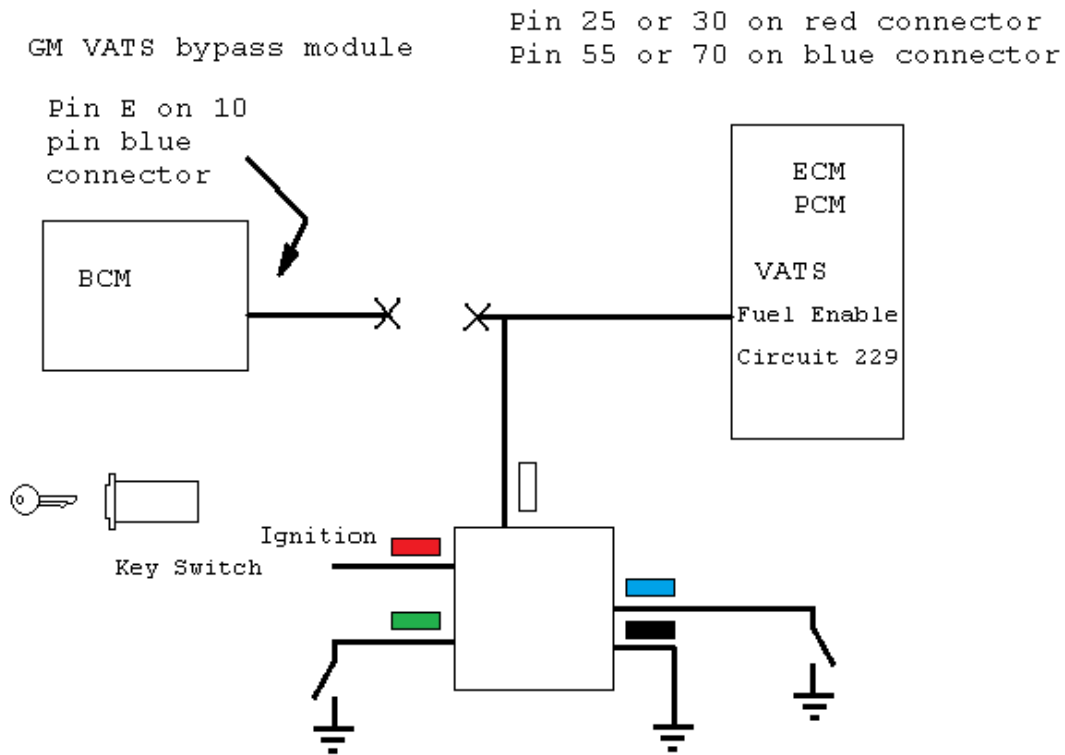 GM VATS bypass module
Pin 25 or 30 on red connector
Pin 55 or 70 on blue connector
Pin E on 10
pin blue
connector
BCM
ECM
PCM
VATS
Fuel Enable
Circuit 229
Ignition
Key Switch